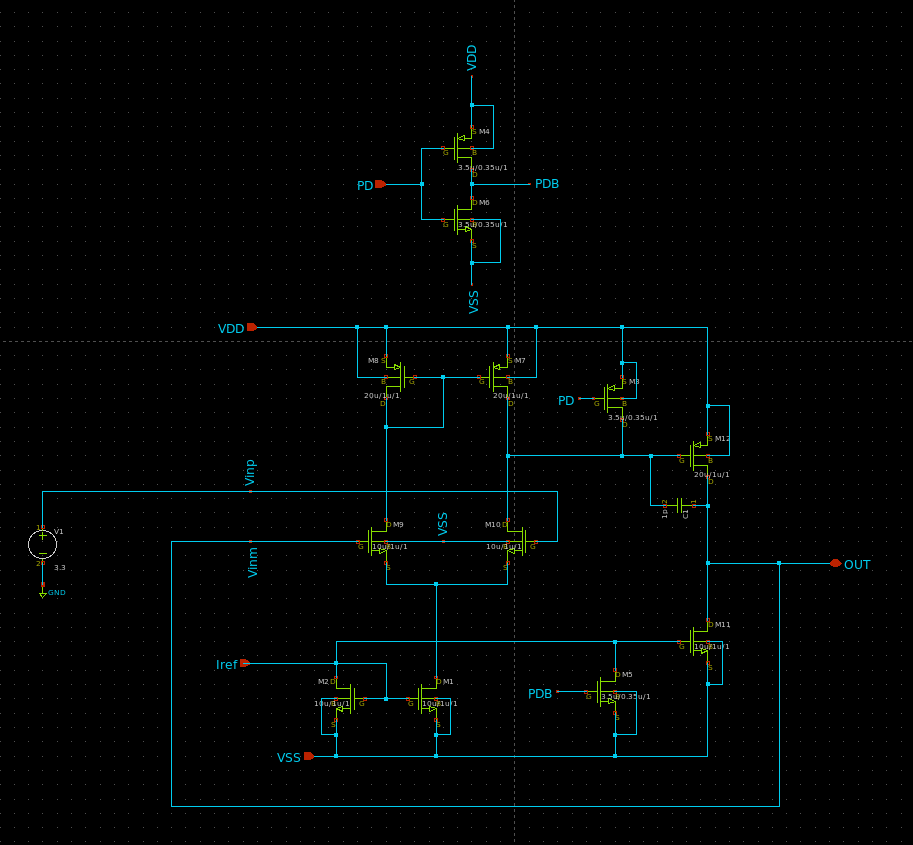 VDD
S M4
G B
3.5u/0.35u/1
D
PD
PDB
D M6
G
3.5u/0.35u/1
S
VSS
VDD
M8 S
S M7
B G
G B
20u/1u/1
20u/1u/1
D
D
S M3
PD
G B
3.5u/0.35u/1
D
S M12
G B
20u/1u/1
D
Vinp
1p 2
C1 1
VSS
V1
3.3
GND
D M9
M10 D
G
G
10u/1u/1
10u/1u/1
S
S
Vinm
OUT
D M11
G
10u/1u/1
S
Iref
M2 D
D M1
G
G
10u/1u/1
10u/1u/1
S
S
D M5
PDB
G
3.5u/0.35u/1
S
VSS